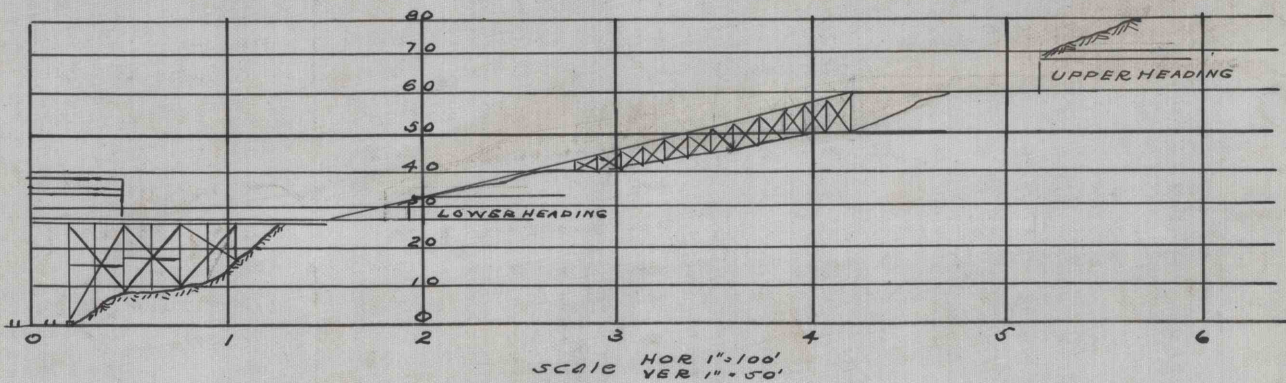 80
70
UPPER HEADING
60
50
40
30
LOWER HEADING
20
10
0
0 1 2 3 4 5 6
scale HOR 1"=100'
VER 1"=50'